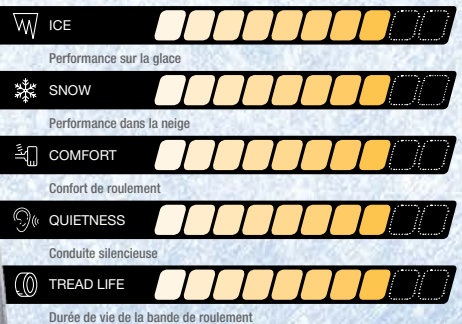 ICE
Performance sur la glace
SNOW
Performance dans la neige
COMFORT
Confort de roulement
QUIETNESS
Conduite silencieuse
TREAD LIFE
Durée de vie de la bande de roulement